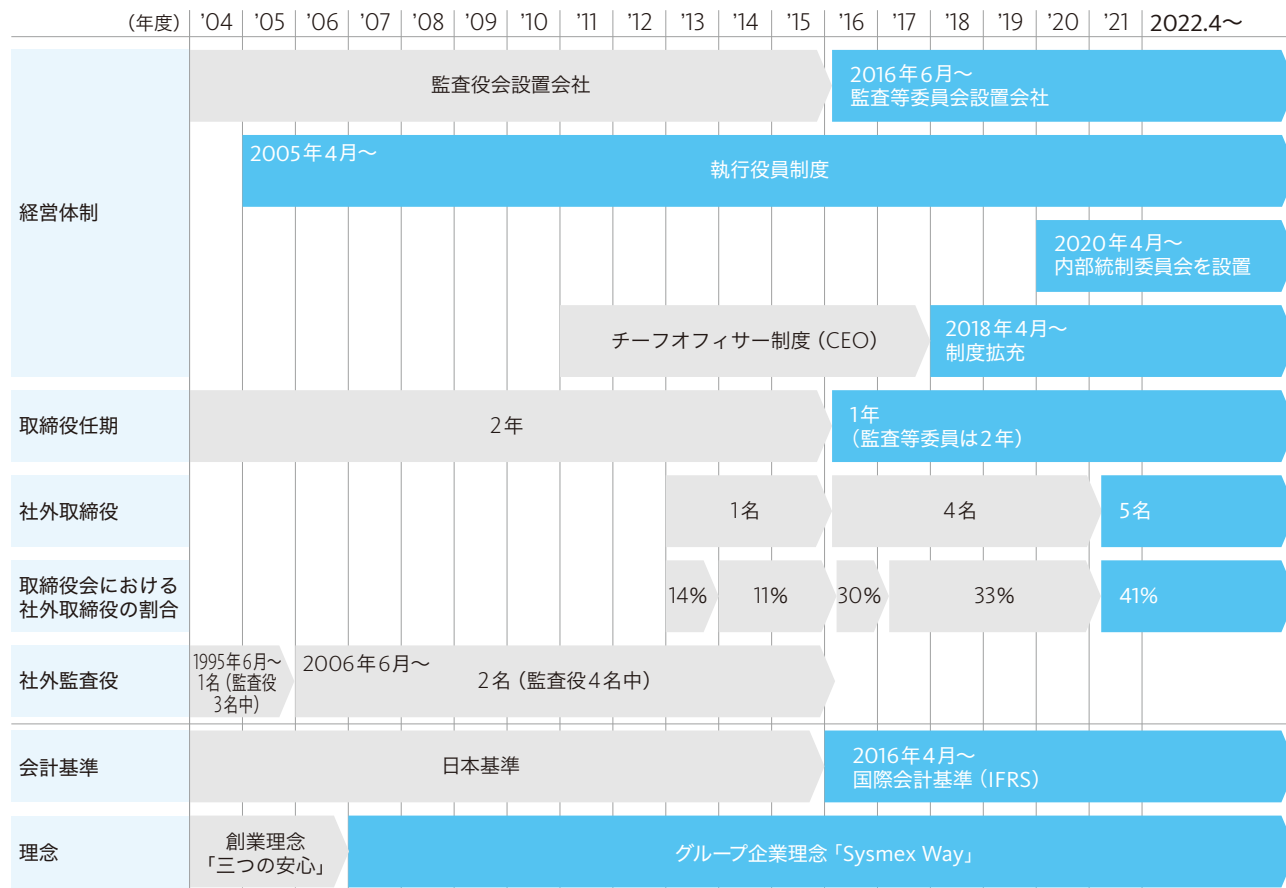 (年度) ’04 ’05 ’06 ’07 ’08 ’09 ’10 ’11 ’12 ’13 ’14 ’15 ’16 ’17 ’18 ’19 ’20 ’21 2022.4～
経営体制
監査役会設置会社
2016年6月～
監査等委員会設置会社
2005年4月～
執行役員制度
2020年4月～
内部統制委員会を設置
チーフオフィサー制度（CEO）
2018年4月～
制度拡充
取締役任期
2年
1年
（監査等委員は2年）
社外取締役
1名
4名
5名
取締役会における
社外取締役の割合
14%
11%
30%
33%
41%
社外監査役
1995年6月～
1名（監査役
3名中）
2006年6月～
2名（監査役4名中）
会計基準
日本基準
2016年4月～
国際会計基準（IFRS）
理念
創業理念
「三つの安心」
グループ企業理念「Sysmex Way」